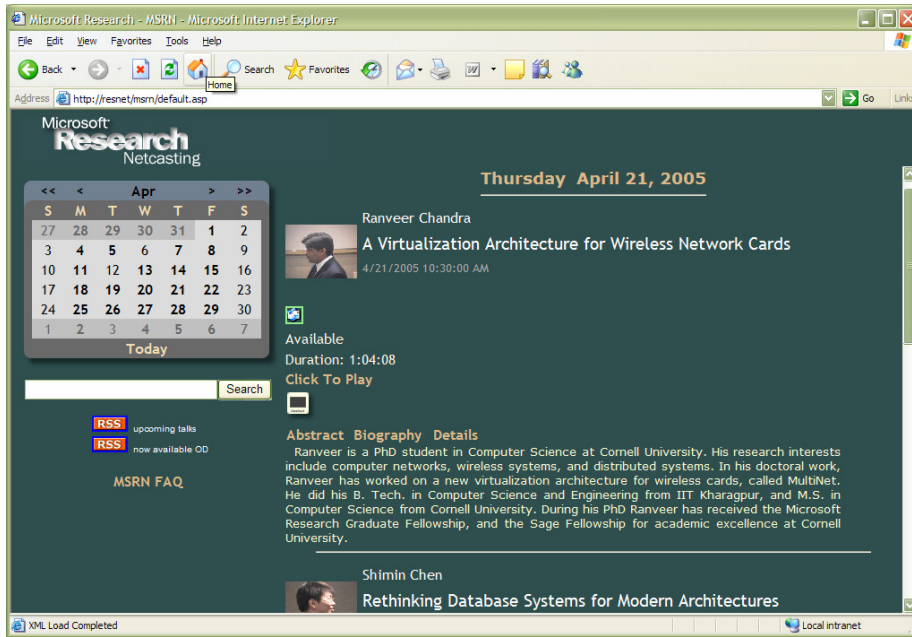 Microsoft Research - MSRN - Microsoft Internet Explorer
File Edit View Favorites Tools Help
Back Search Favorites
Home
Address http://resnet/msrn/default.asp Go Links
Microsoft
Research
Netcasting
<< < Apr > >>
S M T W T F S
27 28 29 30 31 1 2
3 4 5 6 7 8 9
10 11 12 13 14 15 16
17 18 19 20 21 22 23
24 25 26 27 28 29 30
1 2 3 4 5 6 7
Today
Search
RSS upcoming talks
RSS now available OD
MSRN FAQ
Thursday April 21, 2005
Ranveer Chandra
A Virtualization Architecture for Wireless Network Cards
4/21/2005 10:30:00 AM
Available
Duration: 1:04:08
Click To Play
Abstract Biography Details
Ranveer is a PhD student in Computer Science at Cornell University. His research interests
include computer networks, wireless systems, and distributed systems. In his doctoral work,
Ranveer has worked on a new virtualization architecture for wireless cards, called MultiNet.
He did his B. Tech. in Computer Science and Engineering from IIT Kharagpur, and M.S. in
Computer Science from Cornell University. During his PhD Ranveer has received the Microsoft
Research Graduate Fellowship, and the Sage Fellowship for academic excellence at Cornell
University.
Shimin Chen
Rethinking Database Systems for Modern Architectures
XML Load Completed Local intranet